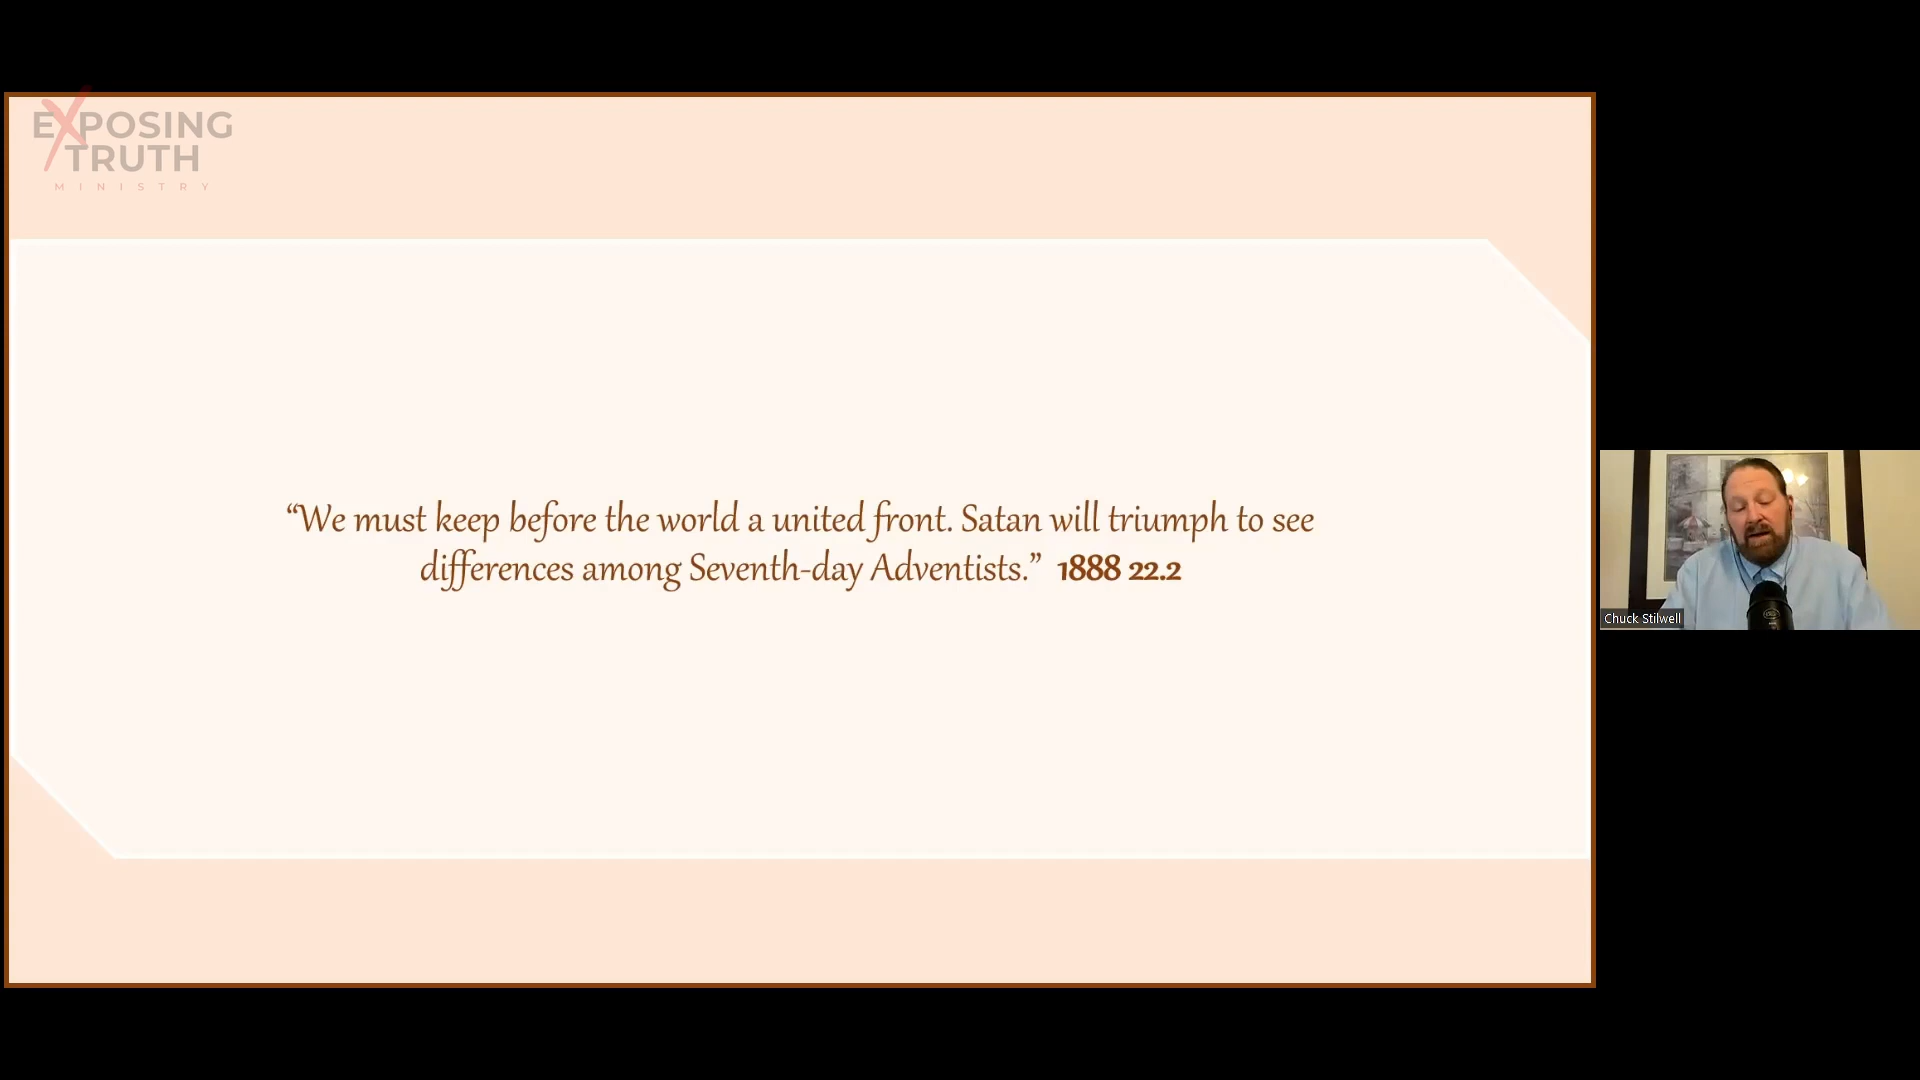 EXPOSING
TRUTH
MINISTRY
“We must keep before the world a united front. Satan will triumph to see
differences among Seventh-day Adventists.” 1888 22.2
Chuck Stilwell